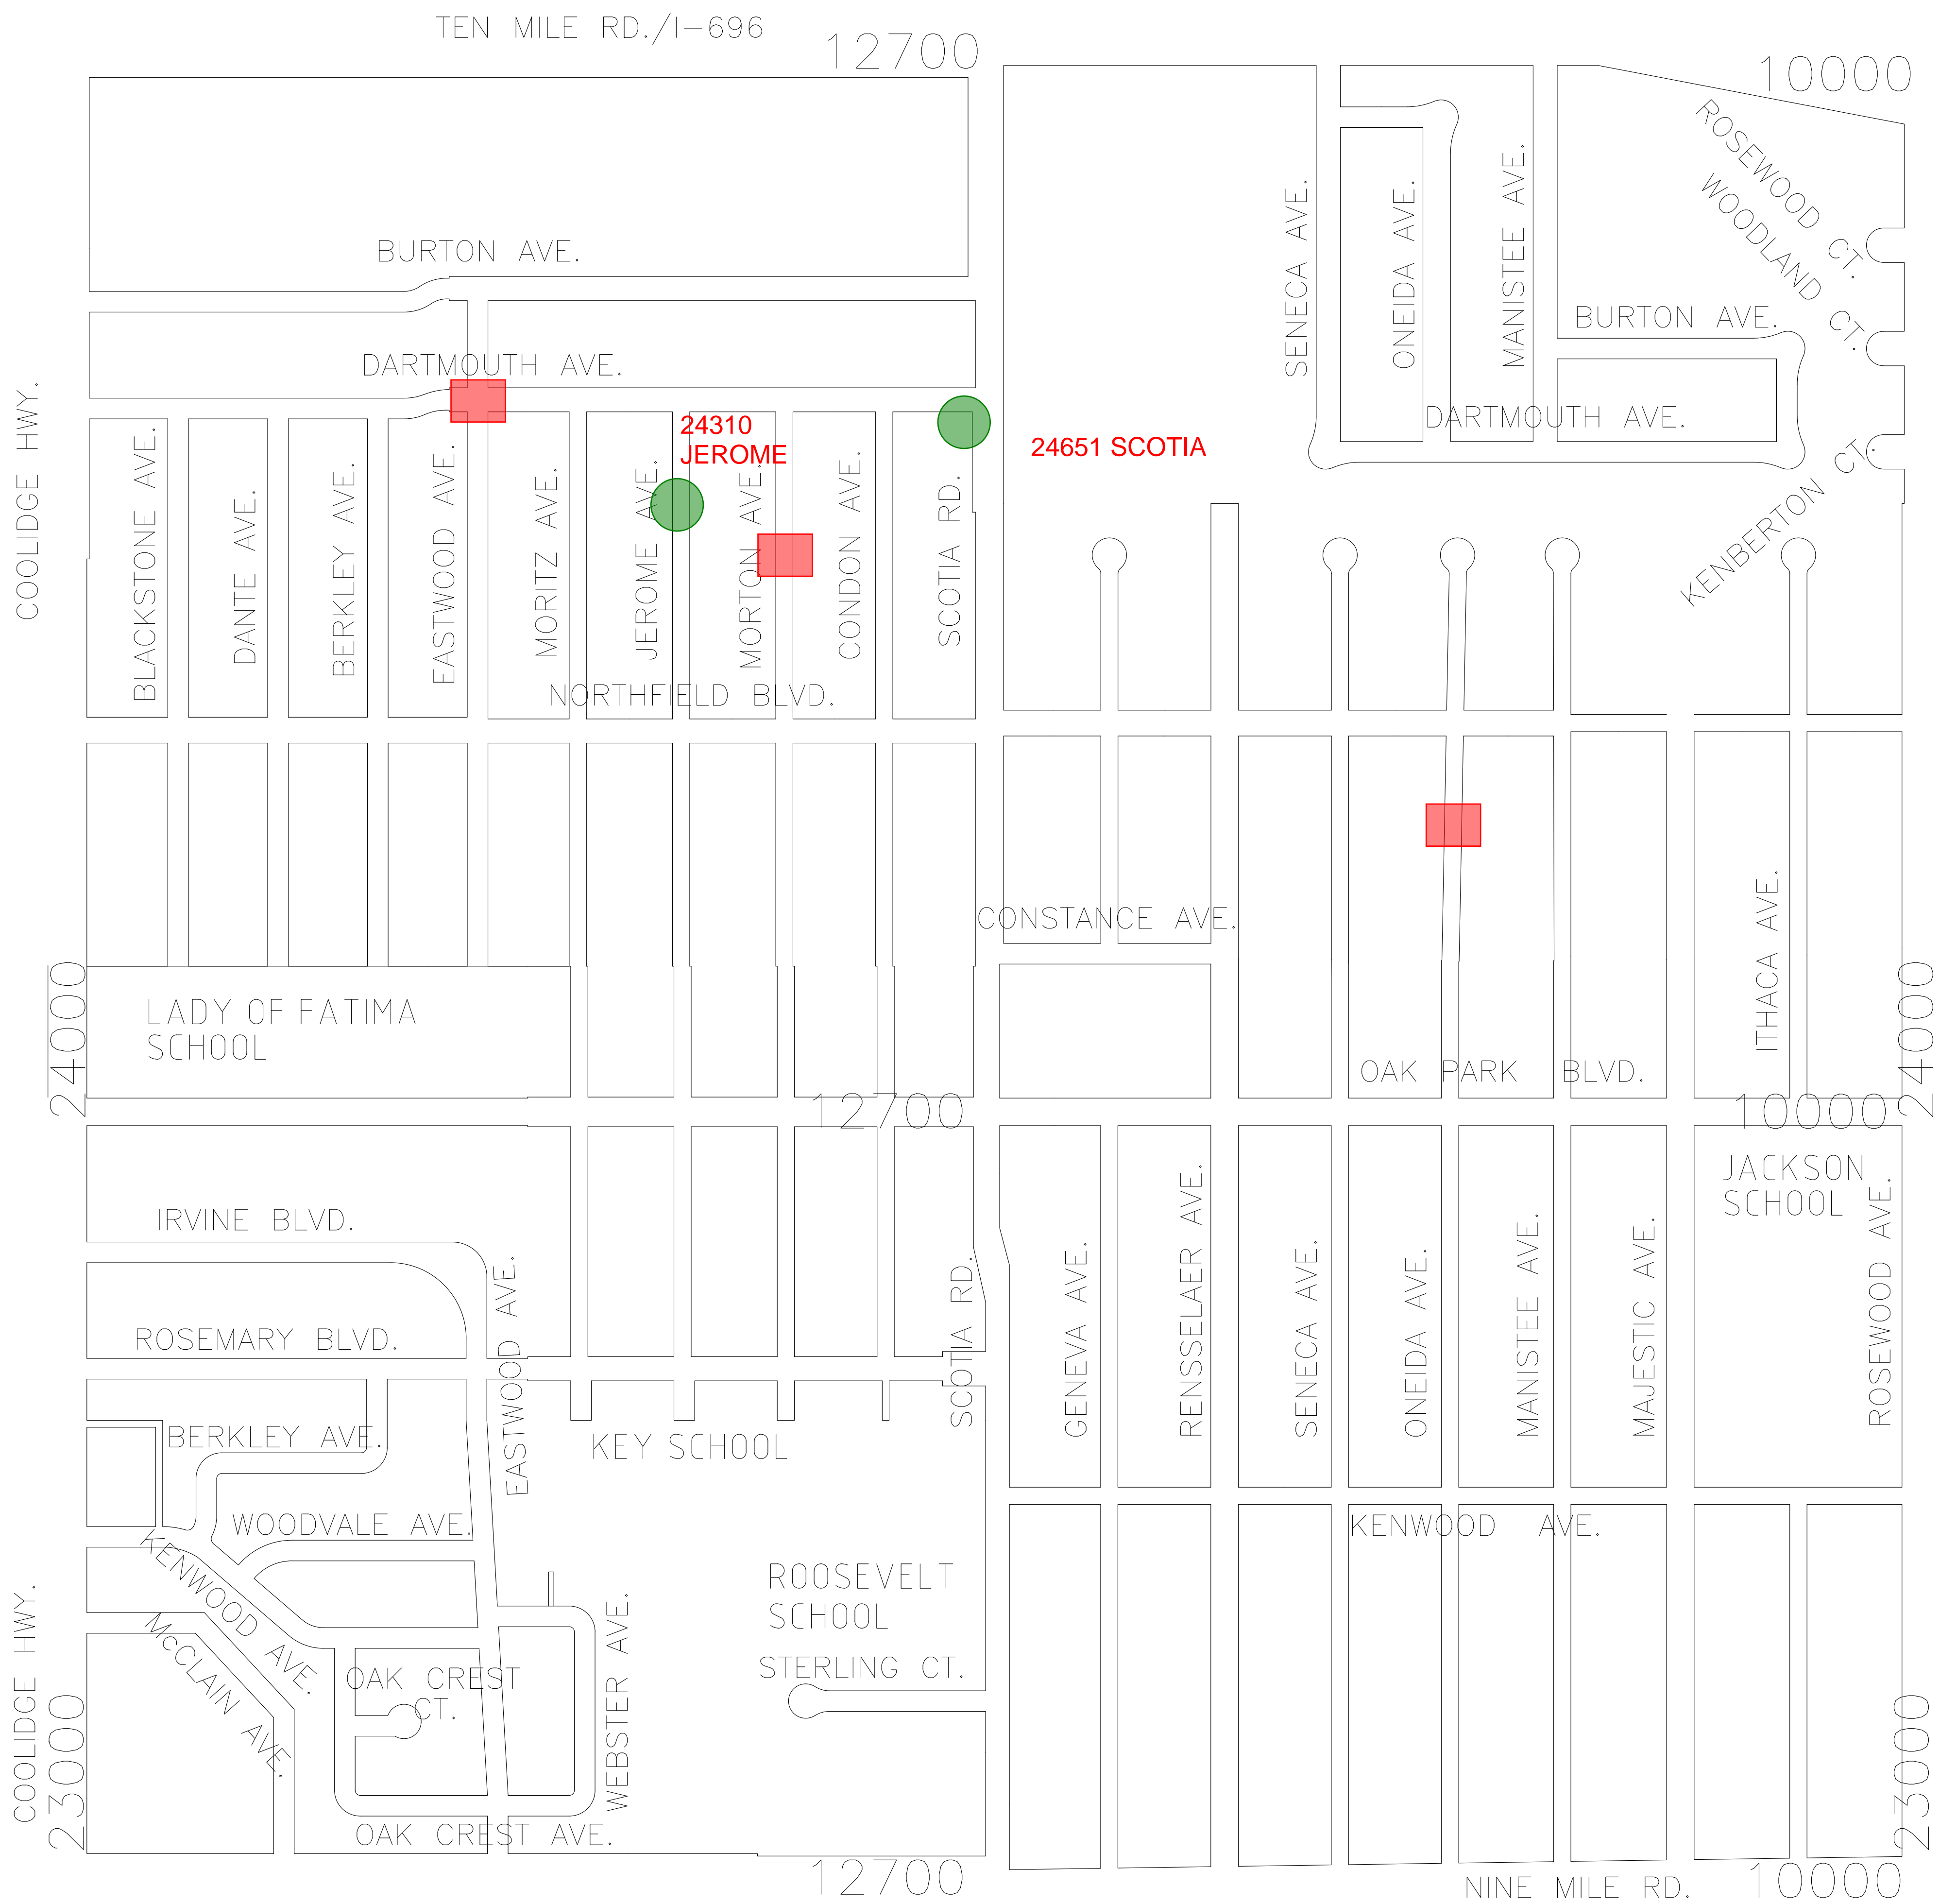 TEN MILE RD./I-696
12700
10000
ROSEWOOD CT.
WOODLAND CT.
BURTON AVE.
SENECA AVE.
ONEIDA AVE.
MANISTEE AVE.
BURTON AVE.
DARTMOUTH AVE.
DARTMOUTH AVE.
COOLIDGE HWY.
24310
JEROME
24651 SCOTIA
KENBERTON CT.
BLACKSTONE AVE.
DANTE AVE.
BERKLEY AVE.
EASTWOOD AVE.
MORITZ AVE.
JEROME AVE.
MORTON AVE.
CONDON AVE.
SCOTIA RD.
NORTHFIELD BLVD.
CONSTANCE AVE.
ITHACA AVE.
24000
LADY OF FATIMA
SCHOOL
24000
OAK PARK BLVD.
12700
10000
JACKSON
SCHOOL
IRVINE BLVD.
EASTWOOD AVE.
SCOTIA RD.
GENEVA AVE.
RENSSELAER AVE.
SENECA AVE.
ONEIDA AVE.
MANISTEE AVE.
MAJESTIC AVE.
ROSEWOOD AVE.
ROSEMARY BLVD.
BERKLEY AVE.
KEY SCHOOL
WOODVALE AVE.
KENWOOD AVE.
KENWOOD AVE.
ROOSEVELT
SCHOOL
McCLAIN AVE.
COOLIDGE HWY.
WEBSTER AVE.
STERLING CT.
OAK CREST
CT.
23000
23000
OAK CREST AVE.
12700
NINE MILE RD.
10000